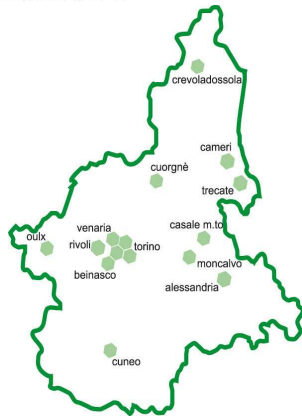 crevoladossola
cameri
cuorgnè
trecate
venaria
casale m.to
oulx
rivoli
torino
moncalvo
beinasco
alessandria
cuneo